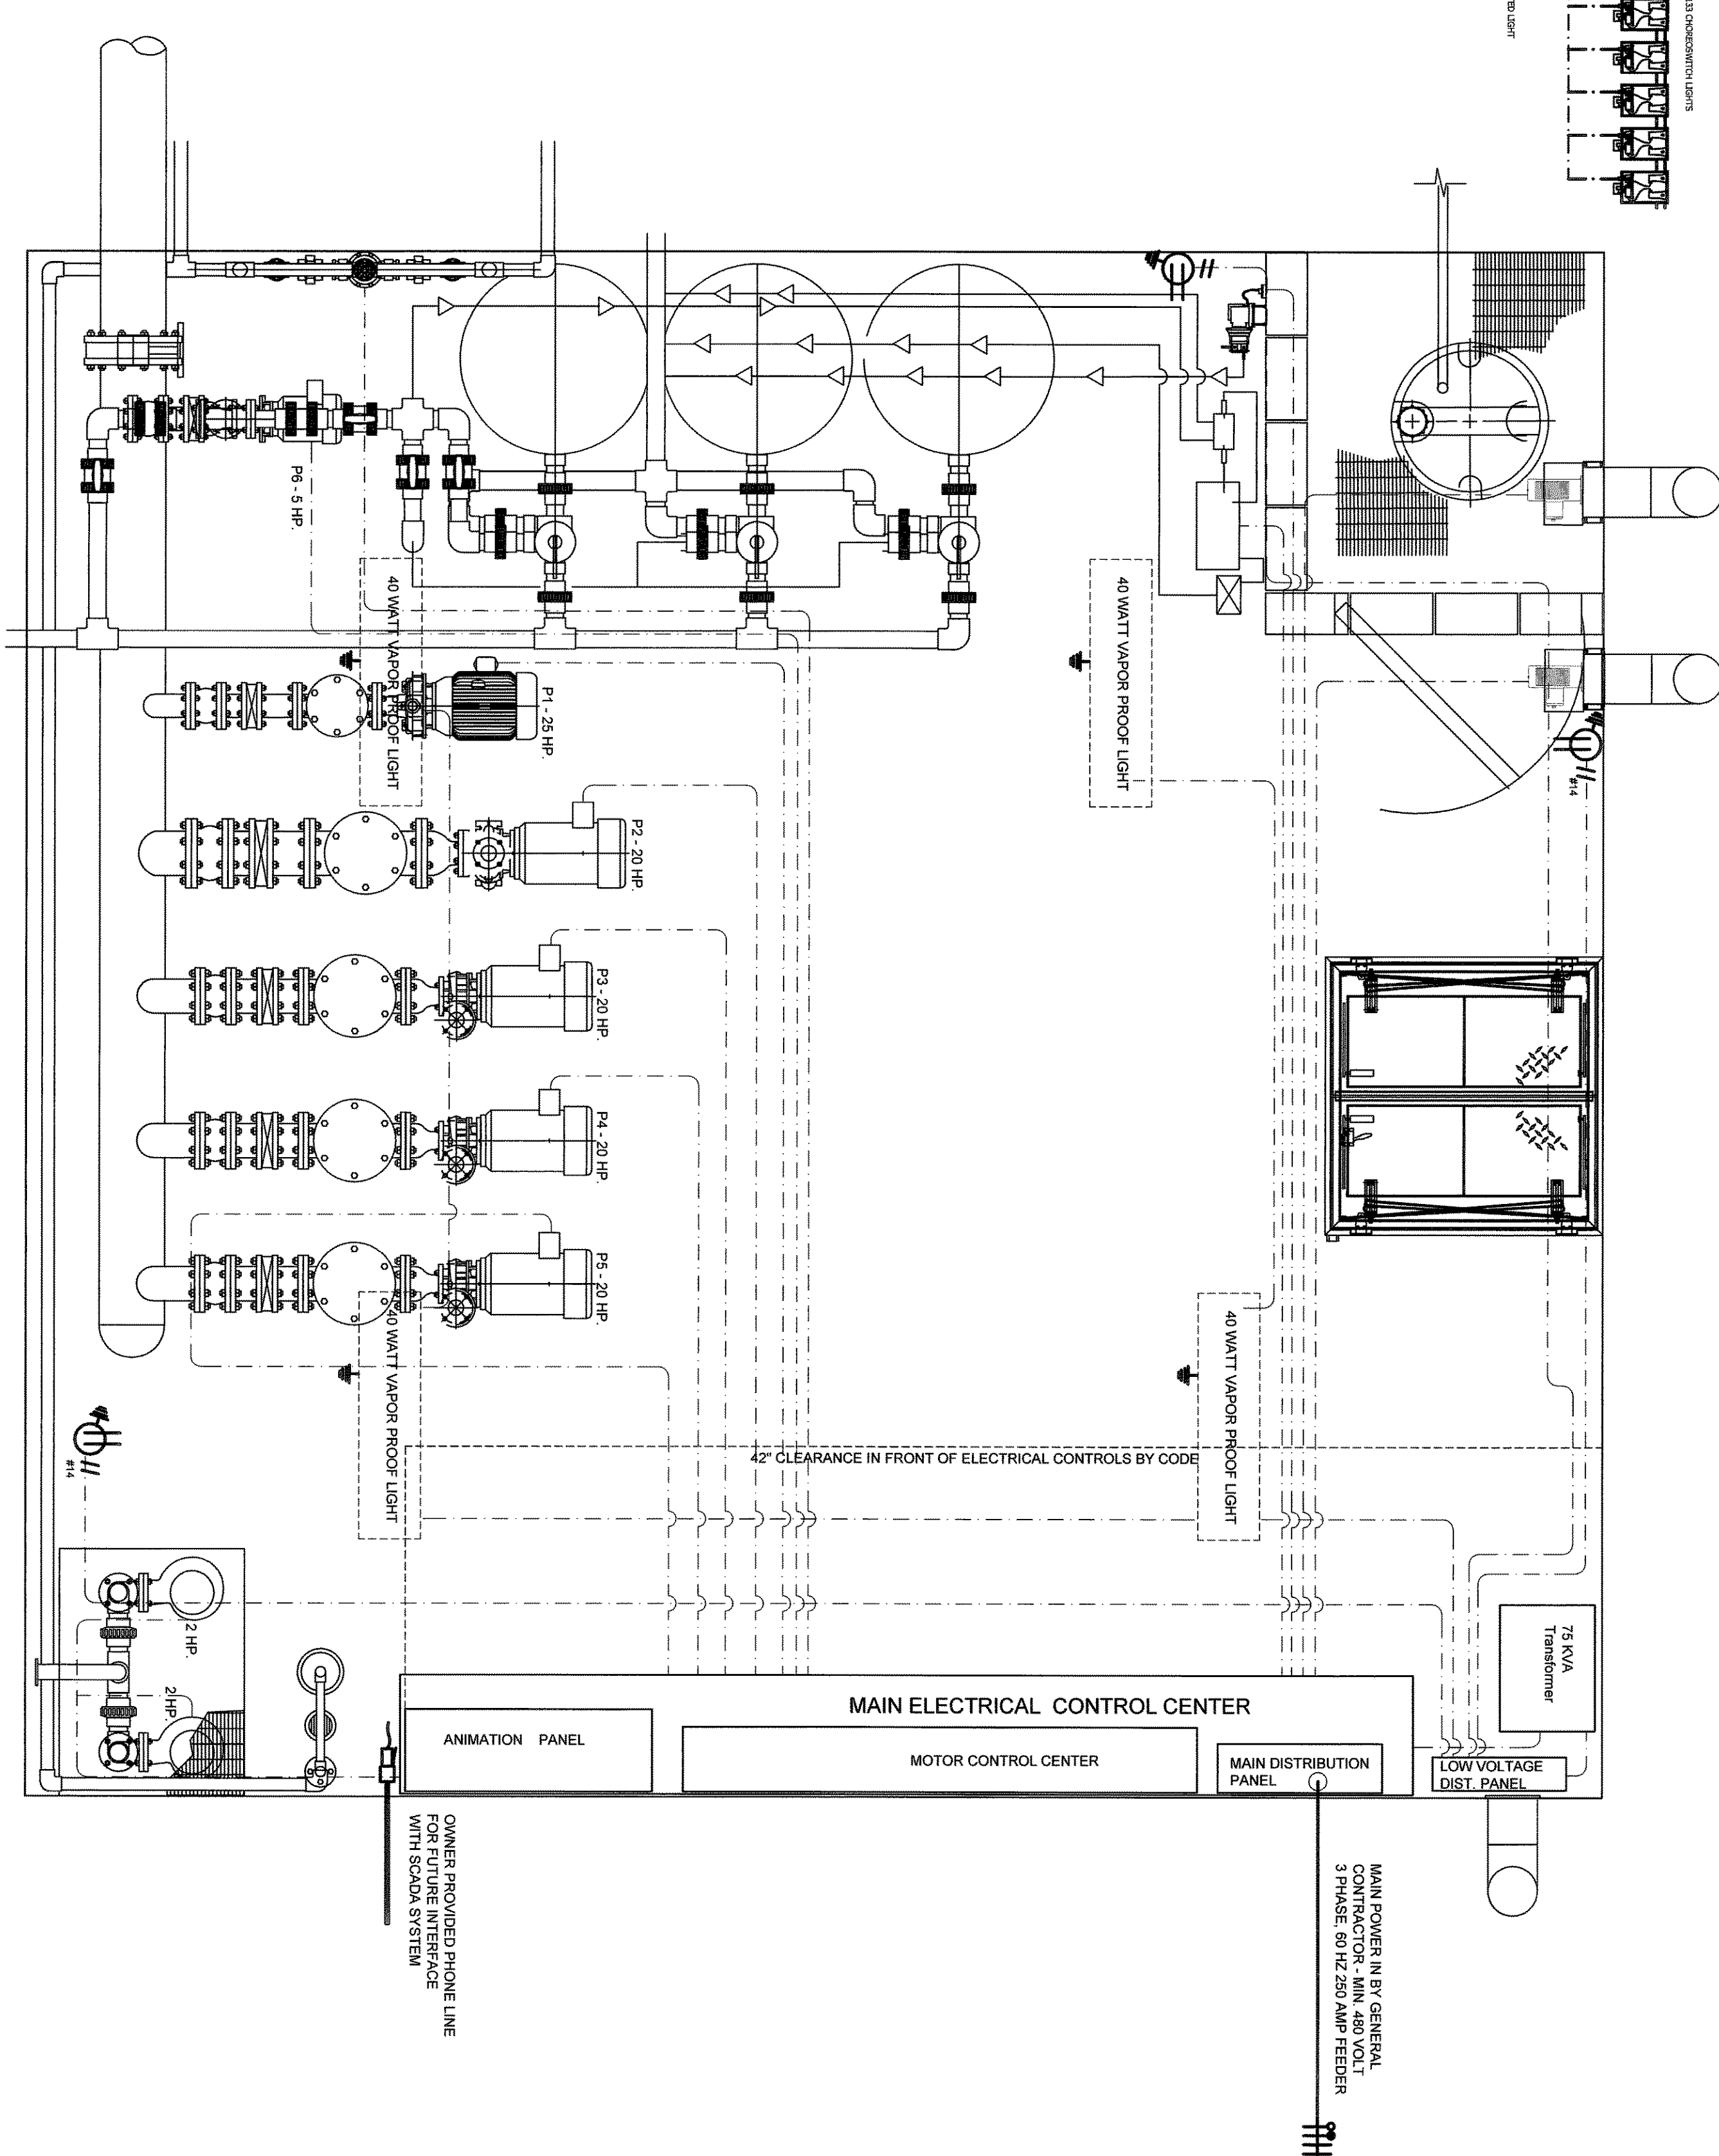 133 CHOREOSWITCH LIGHTS
ED LIGHT
P6 - 5 HP.
40 WATT VAPOR PROOF LIGHT
40 WATT VAPOR PROOF LIGHT
P1 - 25 HP.
#14
P2 - 20 HP.
P3 - 20 HP.
P4 - 20 HP.
P5 - 20 HP.
40 WATT VAPOR PROOF LIGHT
40 WATT VAPOR PROOF LIGHT
42" CLEARANCE IN FRONT OF ELECTRICAL CONTROLS BY CODE
#14
2 HP.
2 HP.
75 KVA
Transformer
MAIN ELECTRICAL CONTROL CENTER
ANIMATION PANEL
MOTOR CONTROL CENTER
MAIN DISTRIBUTION
PANEL
LOW VOLTAGE
DIST. PANEL
OWNER PROVIDED PHONE LINE
FOR FUTURE INTERFACE
WITH SCADA SYSTEM
MAIN POWER IN BY GENERAL
CONTRACTOR - MIN. 480 VOLT
3 PHASE, 60 HZ 250 AMP FEEDER